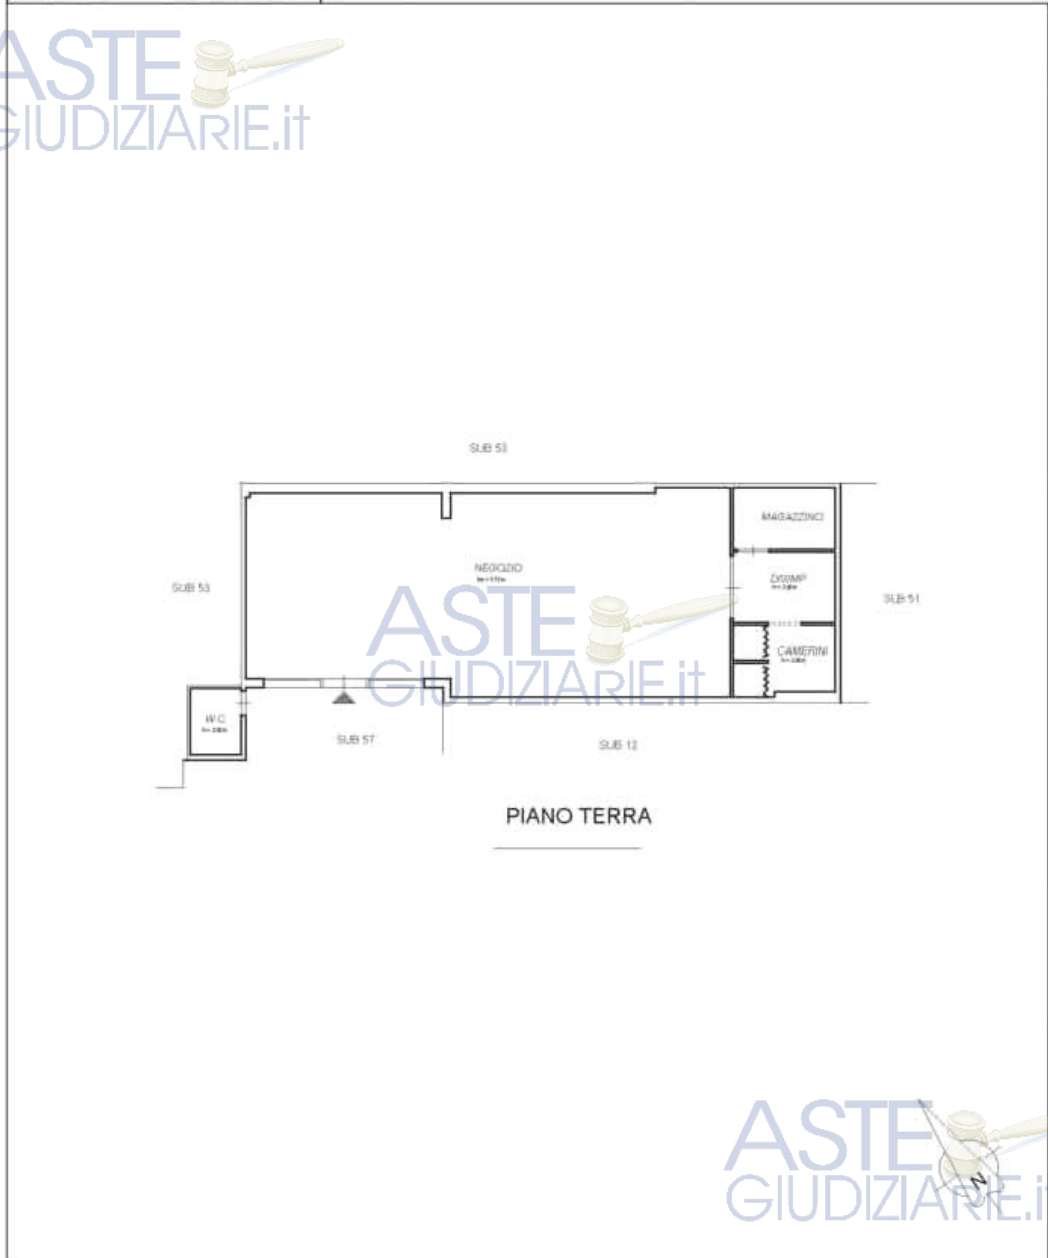 ASTE
GIUDIZIARIE.it
SUB 53
MAGAZZINO
NEGOZIO
SUB 53
DISIMP
SUB 51
ASTE
GIUDIZIARIE.it
CAMERINI
W.C.
SUB 57
SUB 12
PIANO TERRA
ASTE
GIUDIZIARIE.i
N